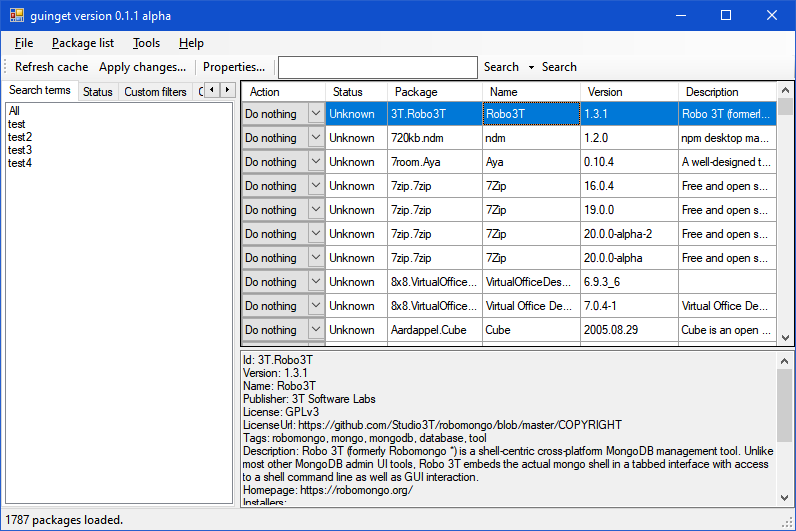 guinget version 0.1.1 alpha
File Package list Tools Help
Refresh cache Apply changes... Properties... Search Search
Search terms Status Custom filters
All
test
test2
test3
test4
Action Status Package Name Version Description
Do nothing Unknown 3T.Robo3T Robo3T 1.3.1 Robo 3T (formerl...
Do nothing Unknown 720kb.ndm ndm 1.2.0 npm desktop ma...
Do nothing Unknown 7room.Aya Aya 0.10.4 A well-designed t...
Do nothing Unknown 7zip.7zip 7Zip 16.0.4 Free and open s...
Do nothing Unknown 7zip.7zip 7Zip 19.0.0 Free and open s...
Do nothing Unknown 7zip.7zip 7Zip 20.0.0-alpha-2 Free and open s...
Do nothing Unknown 7zip.7zip 7Zip 20.0.0-alpha Free and open s...
Do nothing Unknown 8x8.VirtualOffice... VirtualOfficeDes... 6.9.3_6
Do nothing Unknown 8x8.VirtualOffice... Virtual Office De... 7.0.4-1 Virtual Office De...
Do nothing Unknown Aardappel.Cube Cube 2005.08.29 Cube is an open ...
Id: 3T.Robo3T
Version: 1.3.1
Name: Robo3T
Publisher: 3T Software Labs
License: GPLv3
LicenseUrl: https://github.com/Studio3T/robomongo/blob/master/COPYRIGHT
Tags: robomongo, mongo, mongodb, database, tool
Description: Robo 3T (formerly Robomongo *) is a shell-centric cross-platform MongoDB management tool. Unlike
most other MongoDB admin UI tools, Robo 3T embeds the actual mongo shell in a tabbed interface with access
to a shell command line as well as GUI interaction.
Homepage: https://robomongo.org/
Installers:
1787 packages loaded.